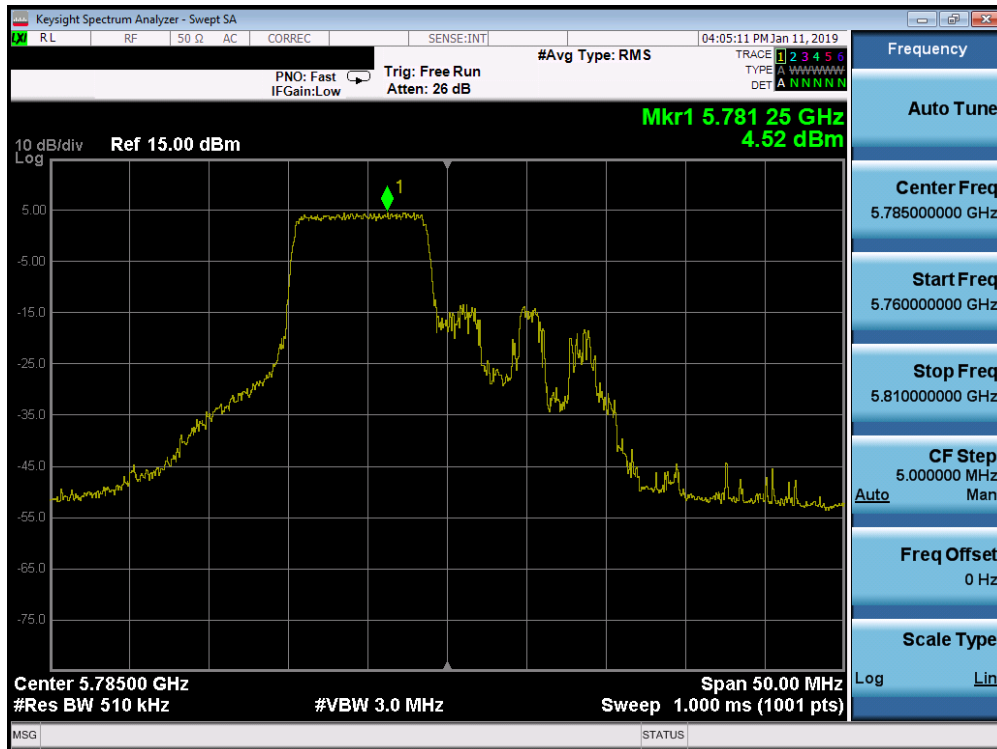 Keysight Spectrum Analyzer - Swept SA
LXI RL RF 50 Ω AC CORREC SENSE:INT 04:05:11 PM Jan 11, 2019
#Avg Type: RMS TRACE 1 2 3 4 5 6
PNO: Fast Trig: Free Run TYPE A WWWWW
IFGain:Low Atten: 26 dB DET A N N N N N
Mkr1 5.781 25 GHz
4.52 dBm
10 dB/div Ref 15.00 dBm
Log
1
5.00
-5.00
-15.0
-25.0
-35.0
-45.0
-55.0
-65.0
-75.0
Center 5.78500 GHz Span 50.00 MHz
#Res BW 510 kHz #VBW 3.0 MHz Sweep 1.000 ms (1001 pts)
MSG STATUS
Frequency
Auto Tune
Center Freq
5.785000000 GHz
Start Freq
5.760000000 GHz
Stop Freq
5.810000000 GHz
CF Step
5.000000 MHz
Auto Man
Freq Offset
0 Hz
Scale Type
Log Lin